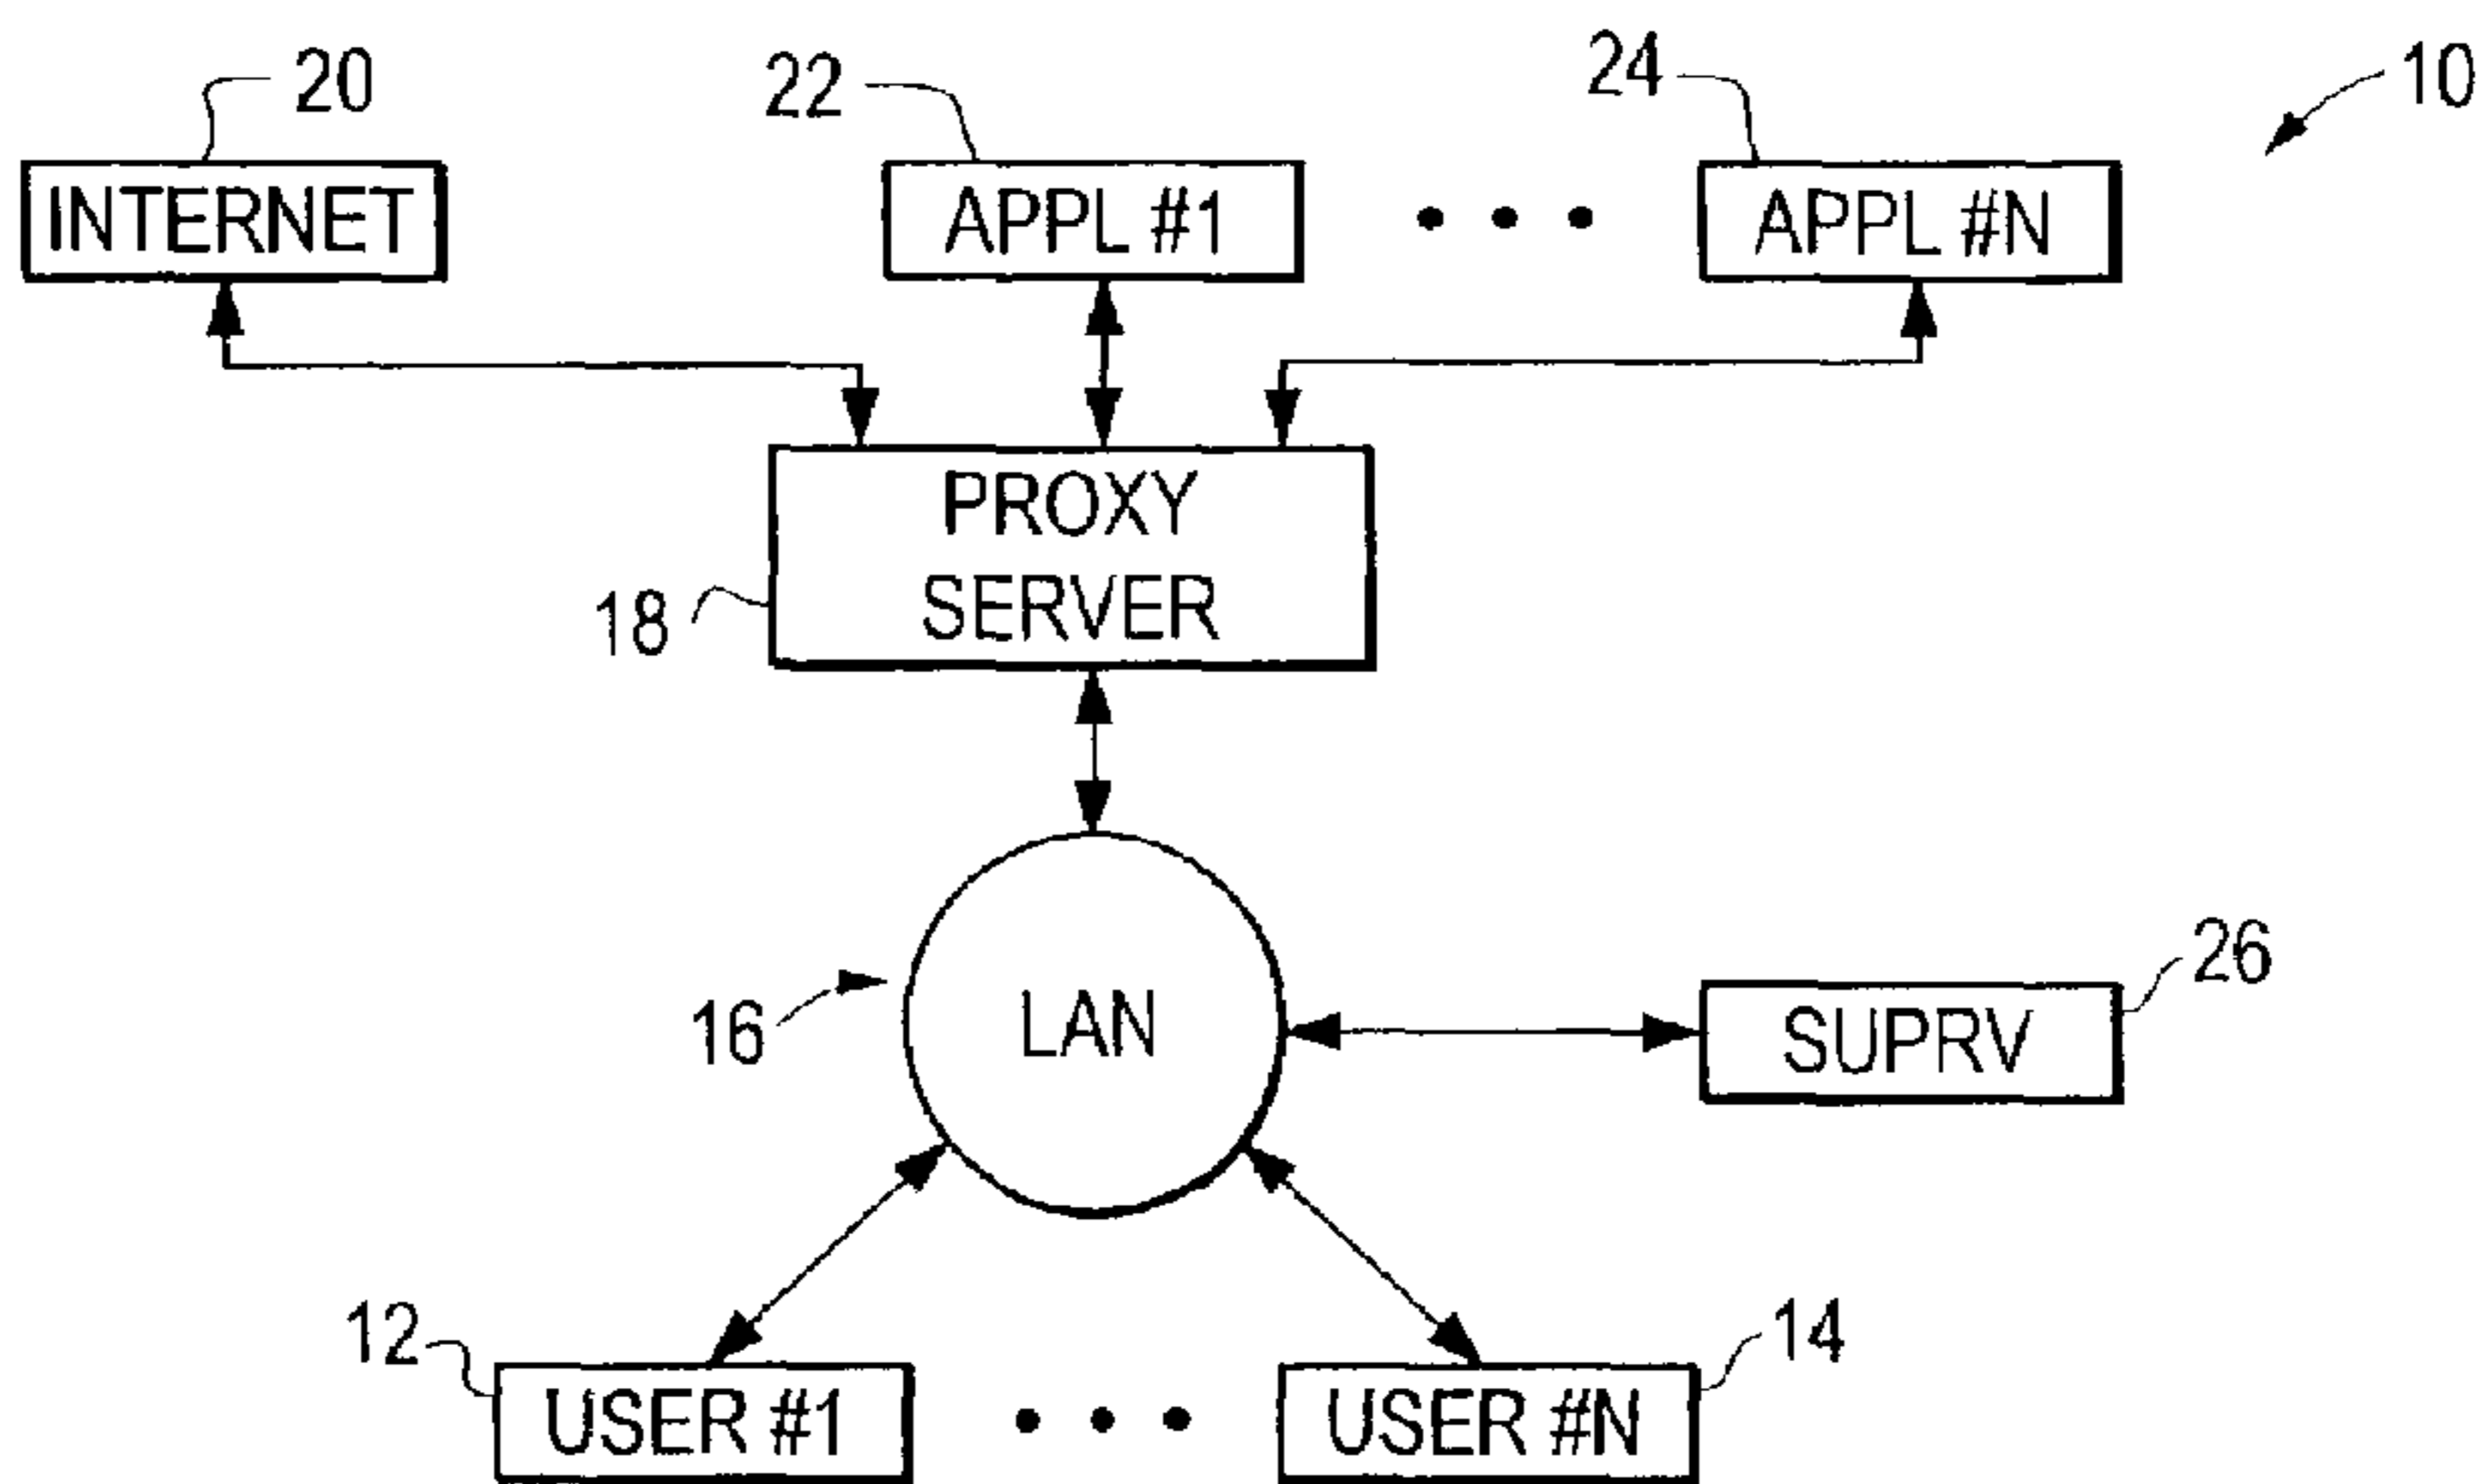 20
22
24
10
INTERNET
APPL #1
APPL #N
PROXY
SERVER
18
16
LAN
26
SUPRV
12
14
USER #1
USER #N